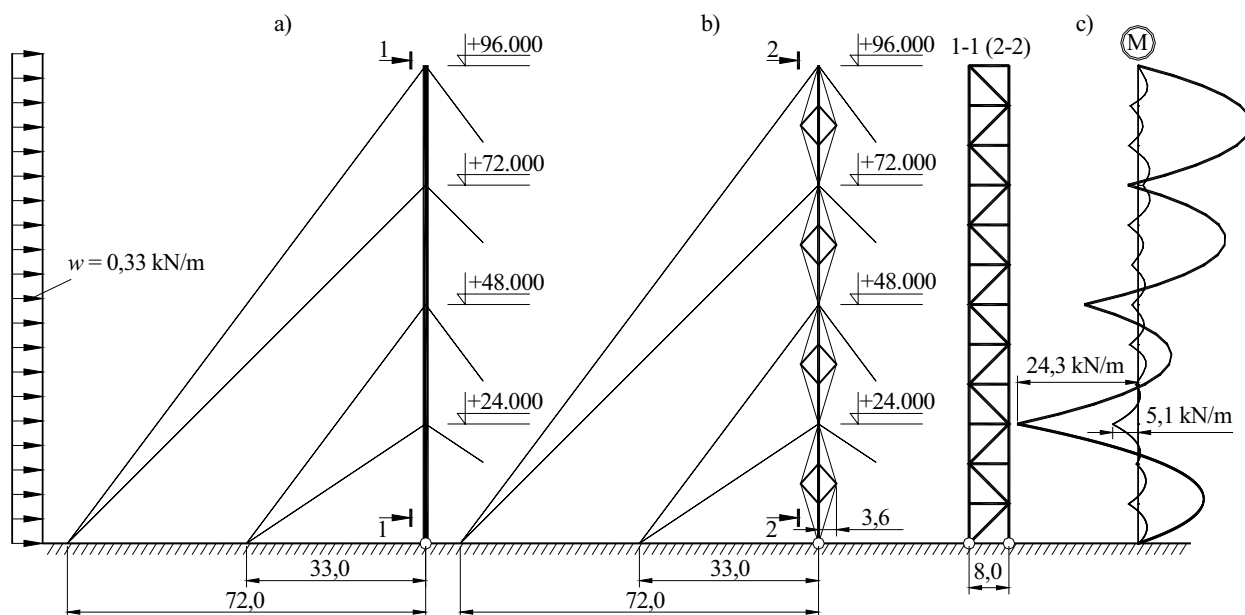 a)
b)
c)
1
+96.000
2
+96.000
1-1 (2-2)
M
+72.000
+72.000
w = 0,33 kN/m
+48.000
+48.000
24,3 kN/m
+24.000
+24.000
5,1 kN/m
1
2
3,6
33,0
33,0
8,0
72,0
72,0